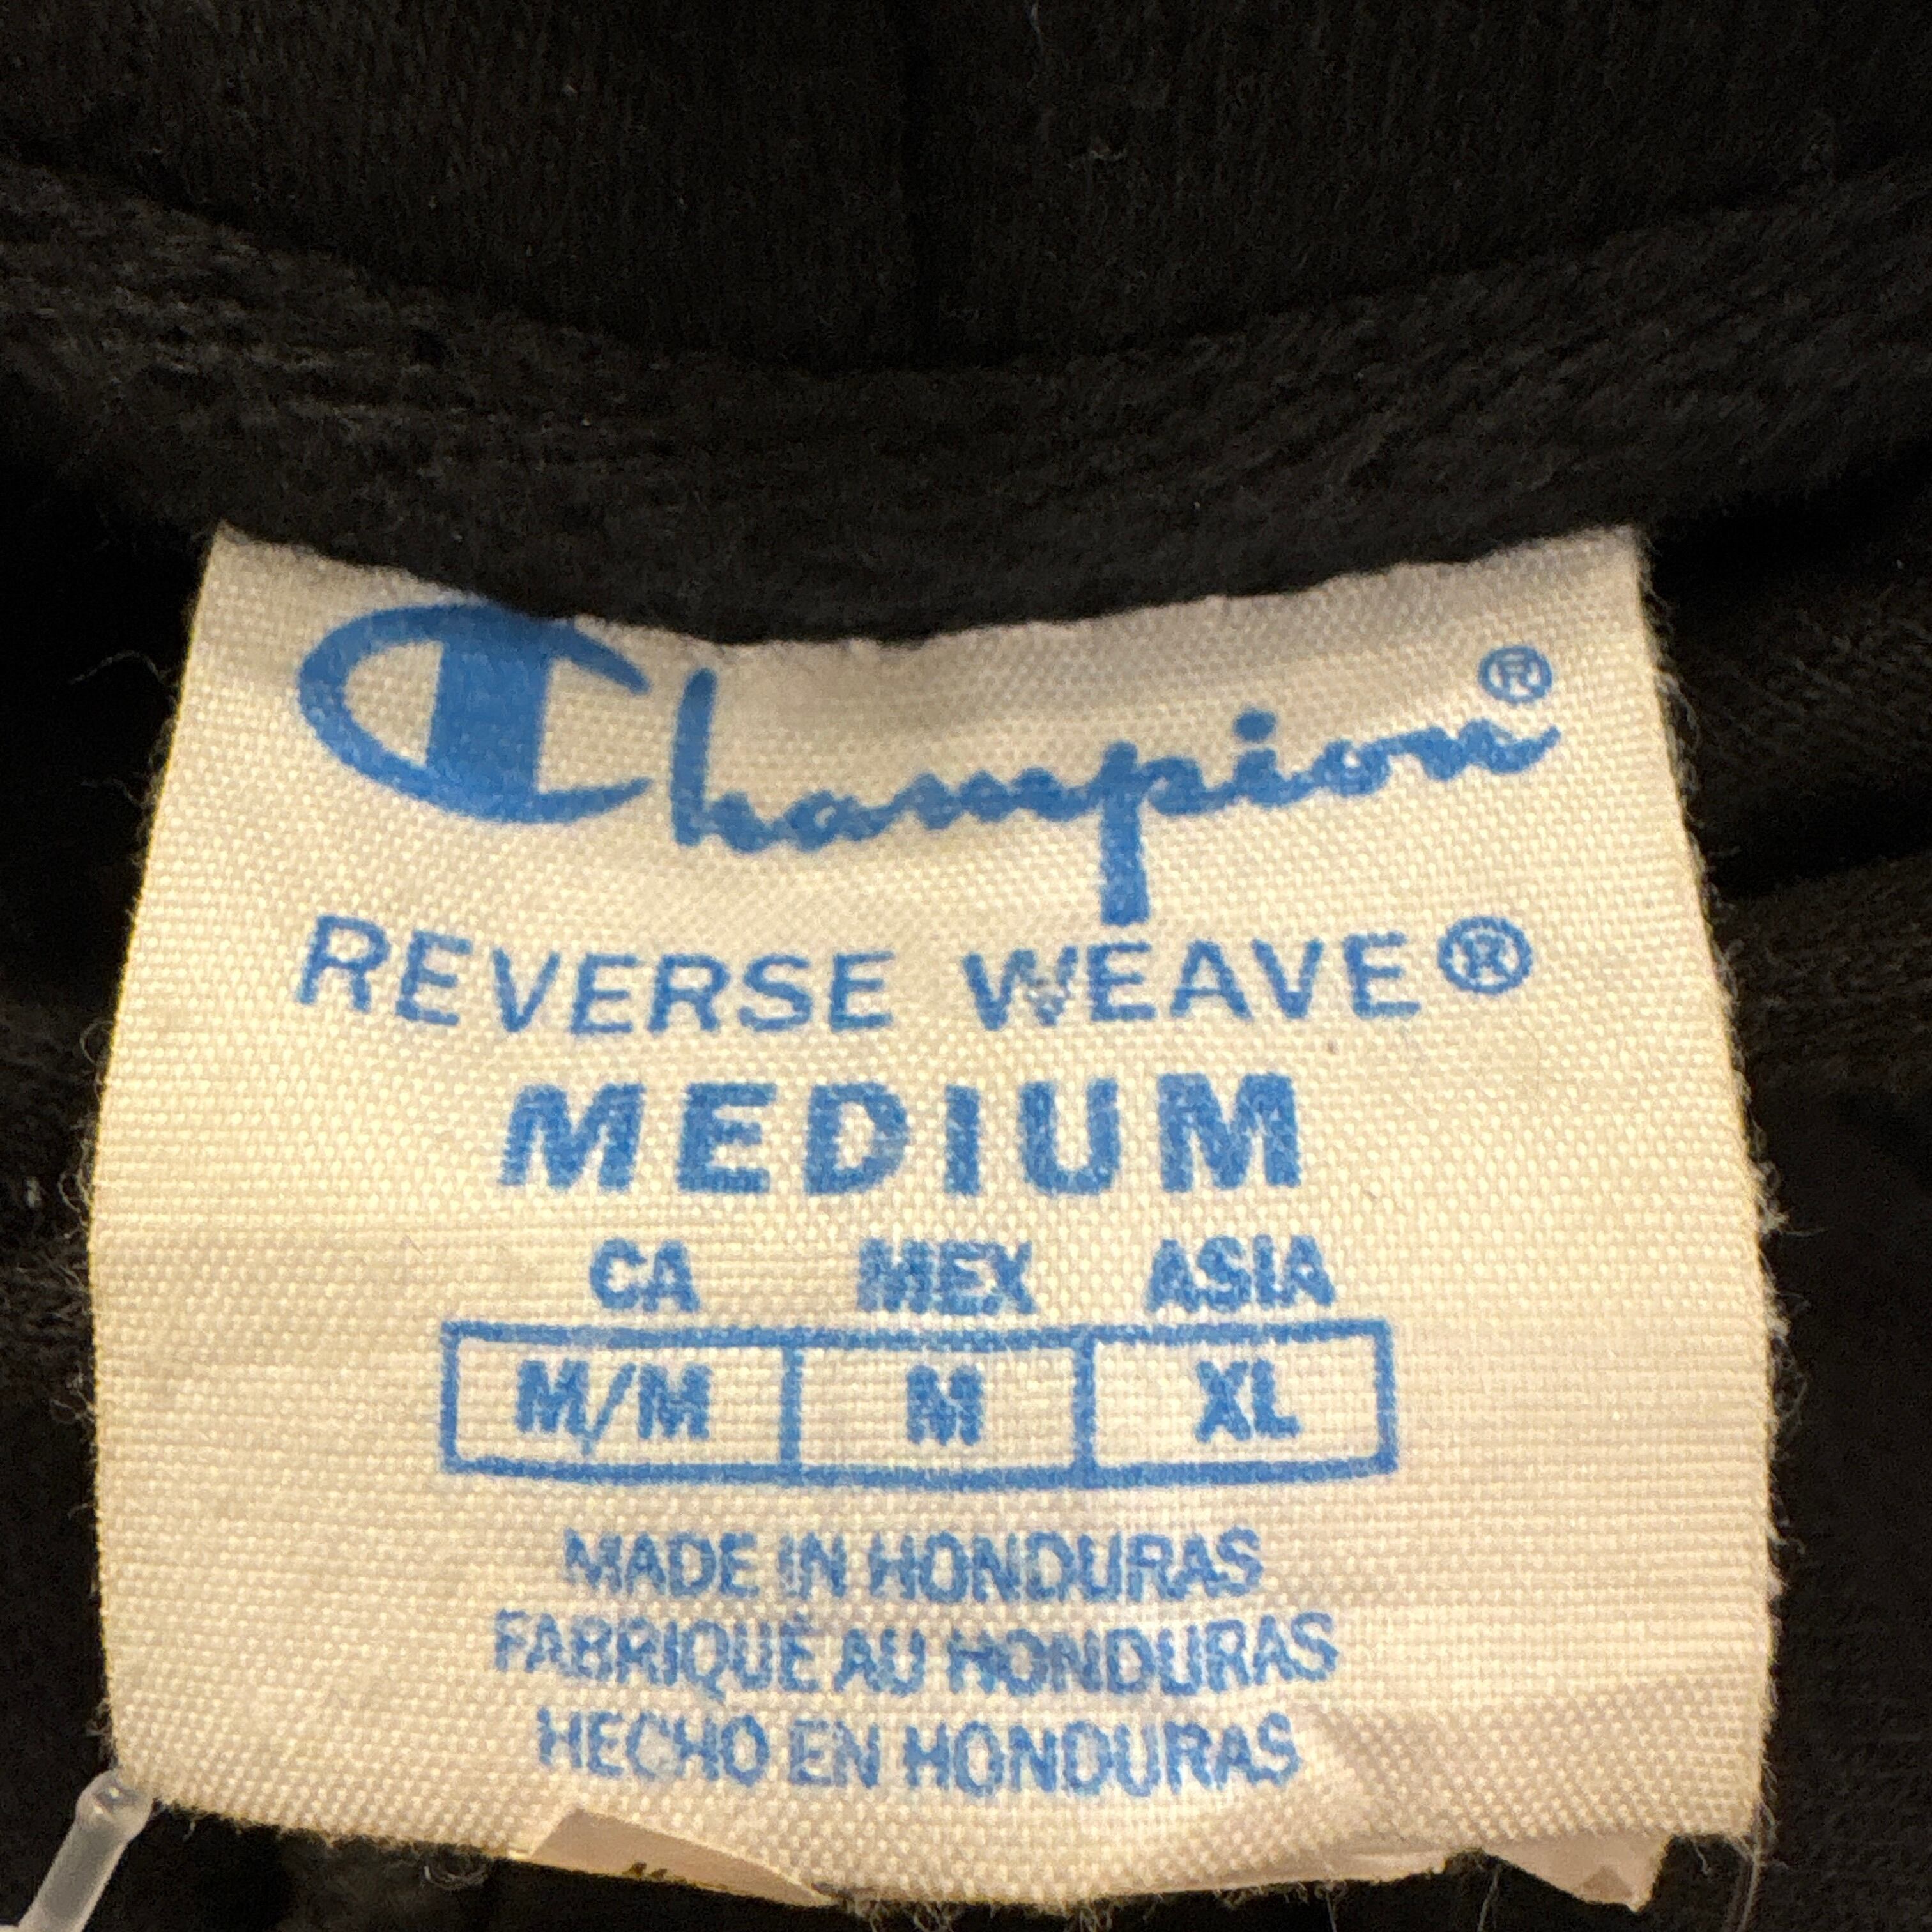 Champion®
REVERSE WEAVE®
MEDIUM
CA MEX ASIA
M/M M XL
MADE IN HONDURAS
FABRIQUÉ AU HONDURAS
HECHO EN HONDURAS